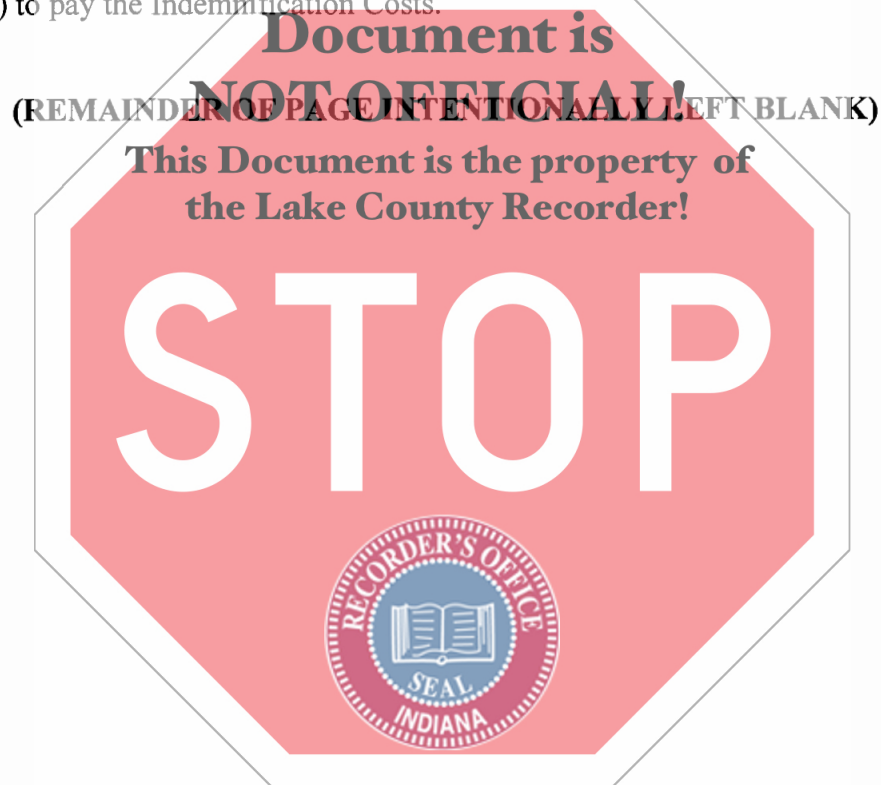 ) to pay the Indemnification Costs.
Document is
NOT OFFICIAL!
(REMAINDER OF PAGE INTENTIONALLY LEFT BLANK)
This Document is the property of
the Lake County Recorder!
STOP
RECORDER'S OFFICE
SEAL
INDIANA